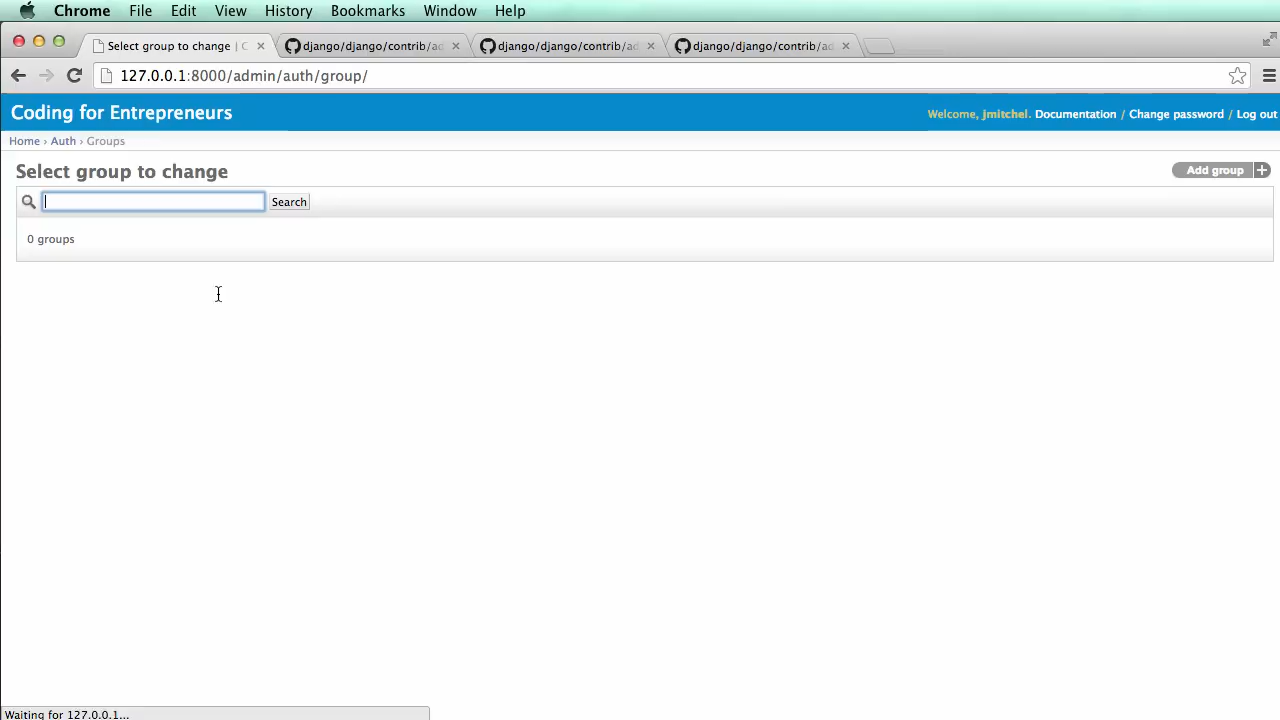 Chrome File Edit View History Bookmarks Window Help
Select group to change | C django/django/contrib/ad django/django/contrib/ad django/django/contrib/ad
127.0.0.1:8000/admin/auth/group/
Coding for Entrepreneurs Welcome, jmitchel. Documentation / Change password / Log out
Home › Auth › Groups
Select group to change Add group +
Search
0 groups
Waiting for 127.0.0.1...